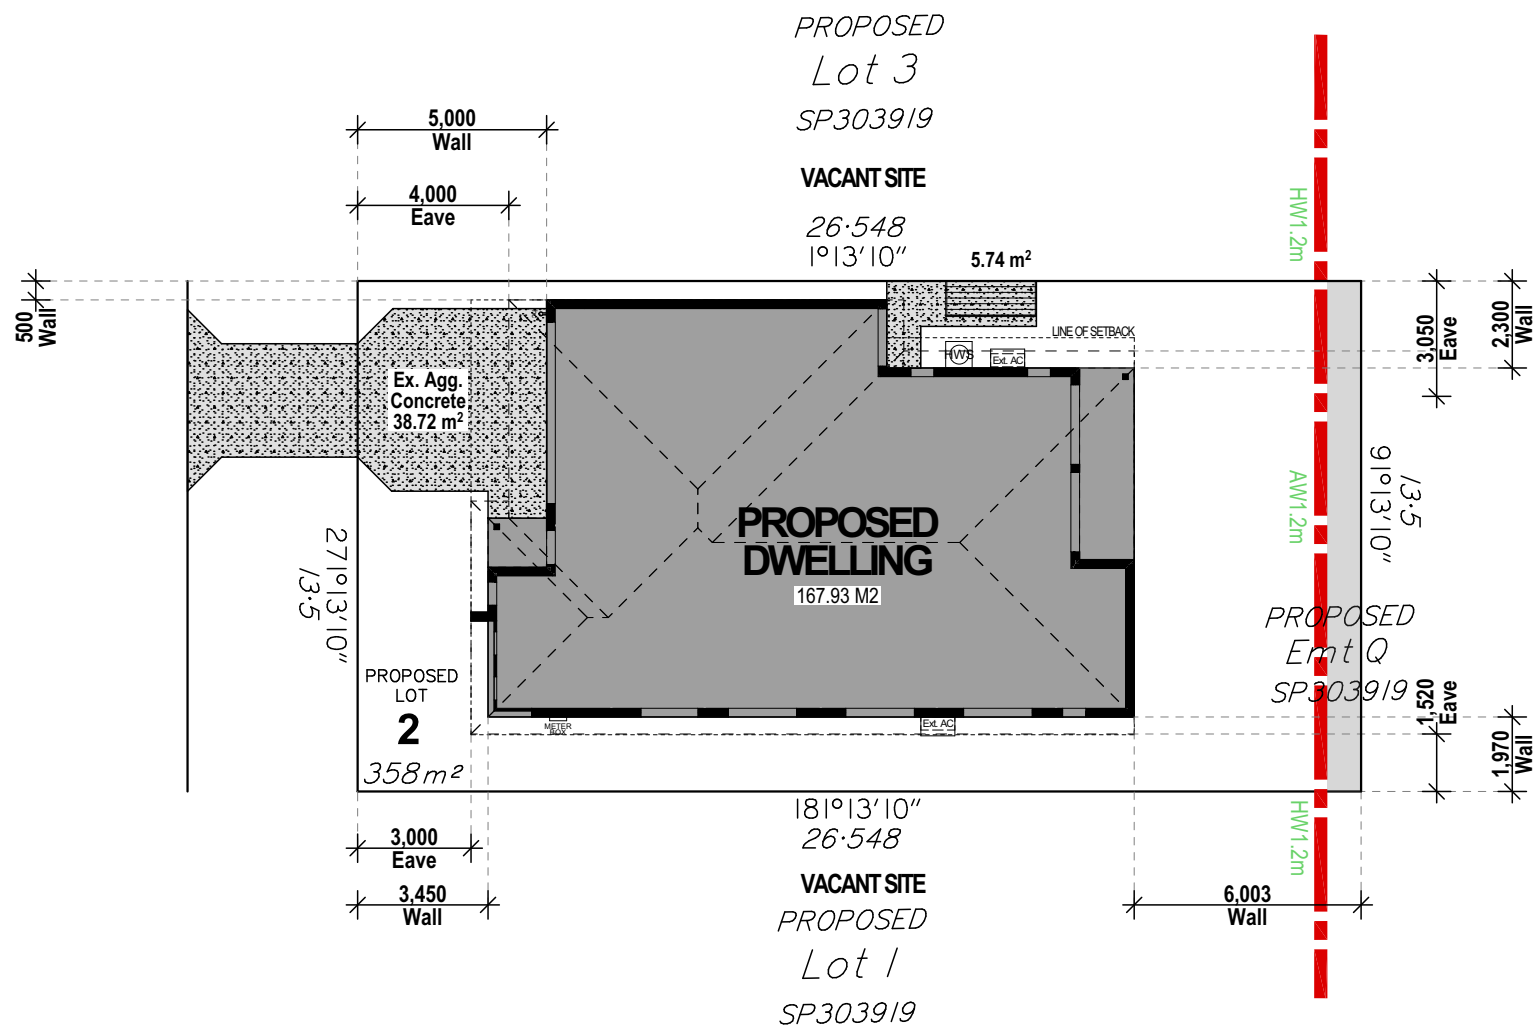 PROPOSED
Lot 3
SP303919
VACANT SITE
26·548
1°13'10"
5.74 m²
5,000
Wall
4,000
Eave
500
Wall
HW1.2m
3,050
Eave
2,300
Wall
LINE OF SETBACK
HWS
Ext. AC
Ex. Agg.
Concrete
38.72 m²
PROPOSED
DWELLING
167.93 M2
AW1.2m
91°13'10"
13·5
271°13'10"
13·5
PROPOSED
Emt Q
SP303919
PROPOSED
LOT
2
358m²
METER
BOX
Ext. AC
1,520
Eave
1,970
Wall
HW1.2m
181°13'10"
26·548
3,000
Eave
3,450
Wall
6,003
Wall
VACANT SITE
PROPOSED
Lot 1
SP303919